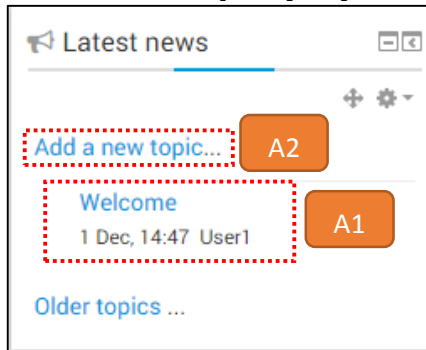 Latest news
Add a new topic... A2
Welcome
1 Dec, 14:47 User1
A1
Older topics ...